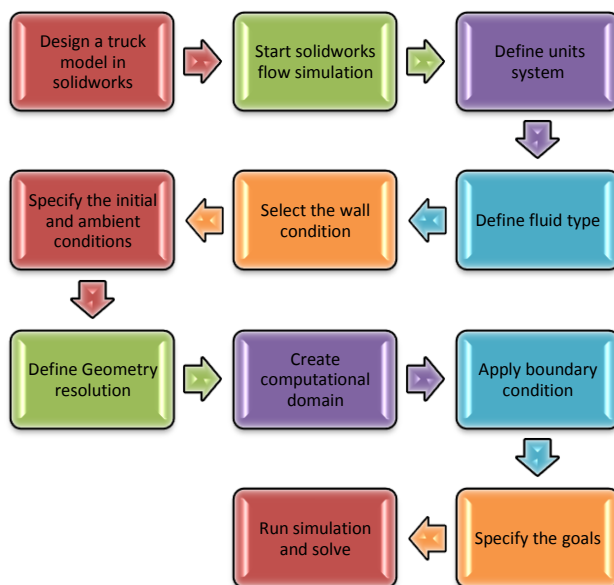 Design a truck
model in
solidworks
Start solidworks
flow simulation
Define units
system
Define fluid type
Select the wall
condition
Specify the initial
and ambient
conditions
Define Geometry
resolution
Create
computational
domain
Apply boundary
condition
Specify the goals
Run simulation
and solve